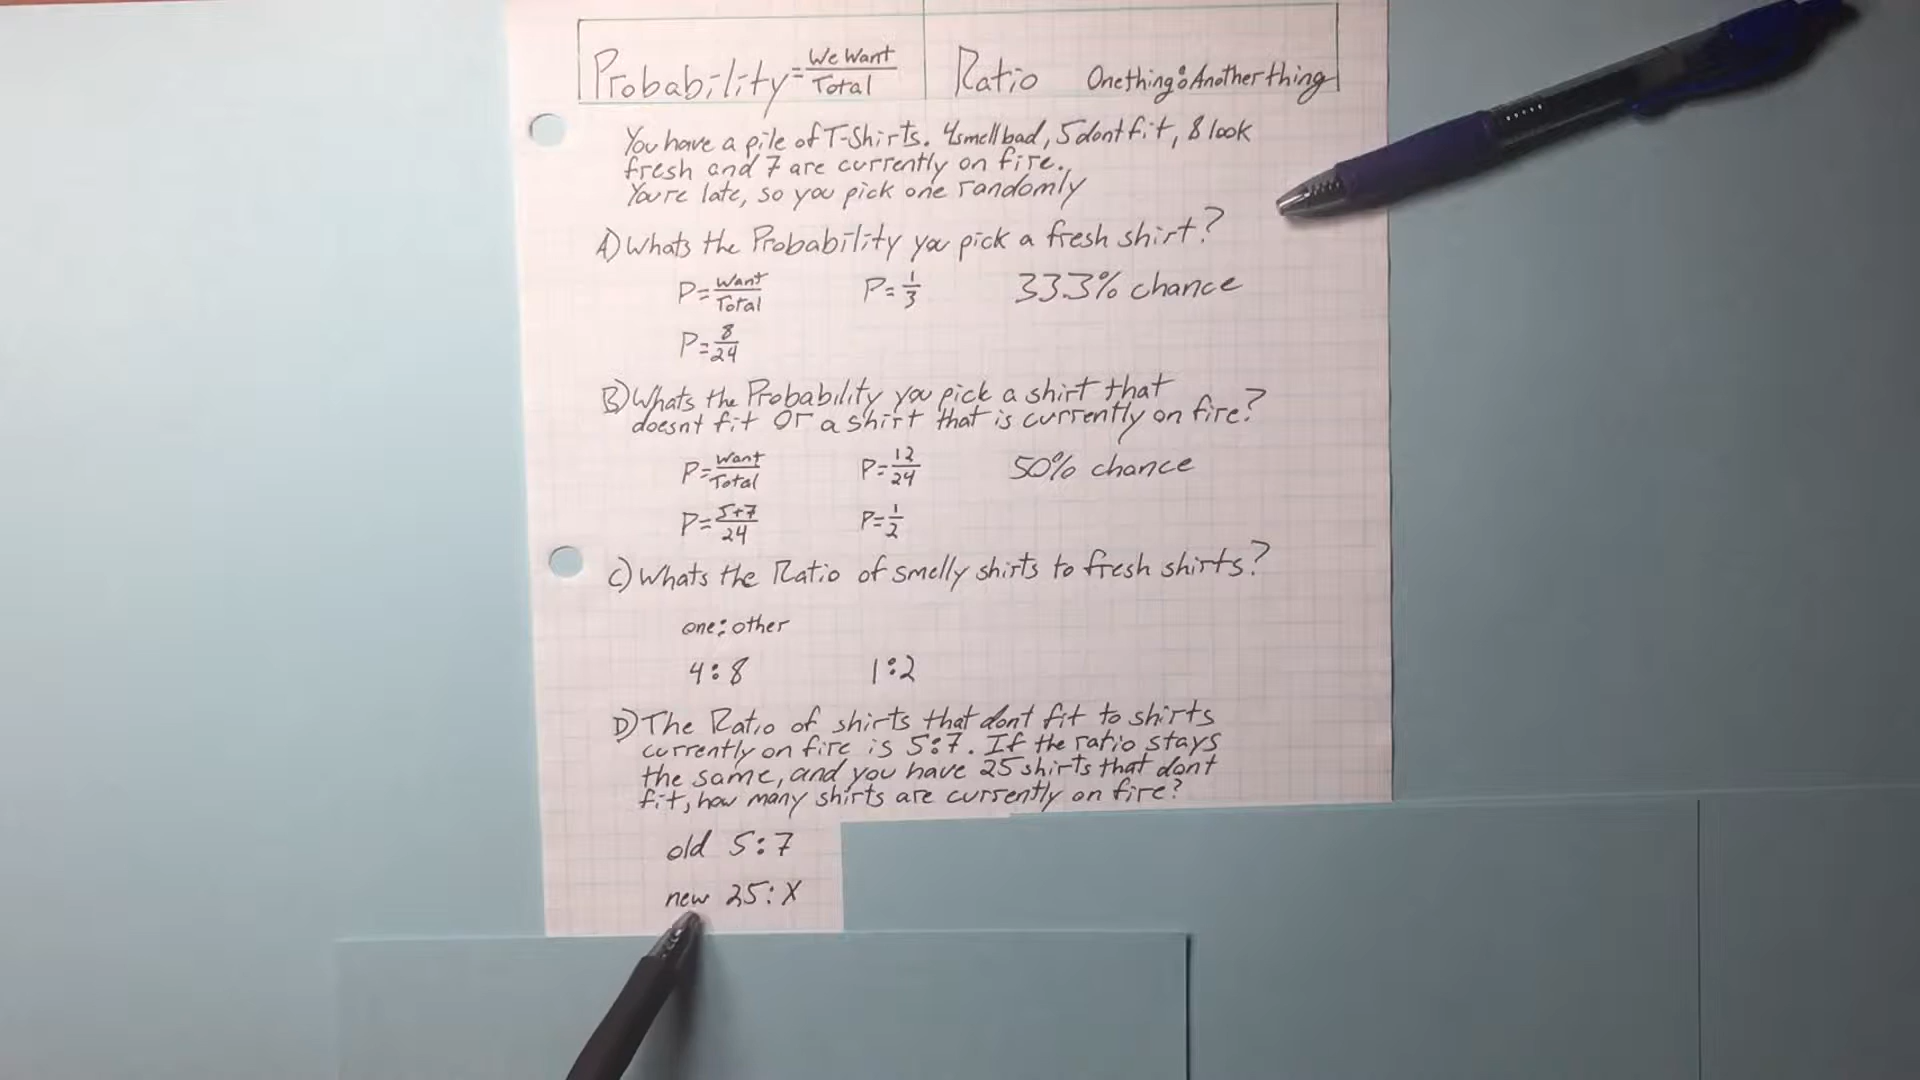 Probability = We Want / Total
Ratio One thing : Another thing
You have a pile of T-Shirts. 4 smell bad, 5 dont fit, 8 look
fresh and 7 are currently on fire.
Youre late, so you pick one randomly
A) Whats the Probability you pick a fresh shirt?
P = Want / Total P = 1/3 33.3% chance
P = 8/24
B) Whats the Probability you pick a shirt that
doesnt fit or a shirt that is currently on fire?
P = Want / Total P = 12/24 50% chance
P = 5+7/24 P = 1/2
C) Whats the Ratio of smelly shirts to fresh shirts?
one : other
4 : 8 1 : 2
D) The Ratio of shirts that dont fit to shirts
currently on fire is 5:7. If the ratio stays
the same, and you have 25 shirts that dont
fit, how many shirts are currently on fire?
old 5 : 7
new 25 : X